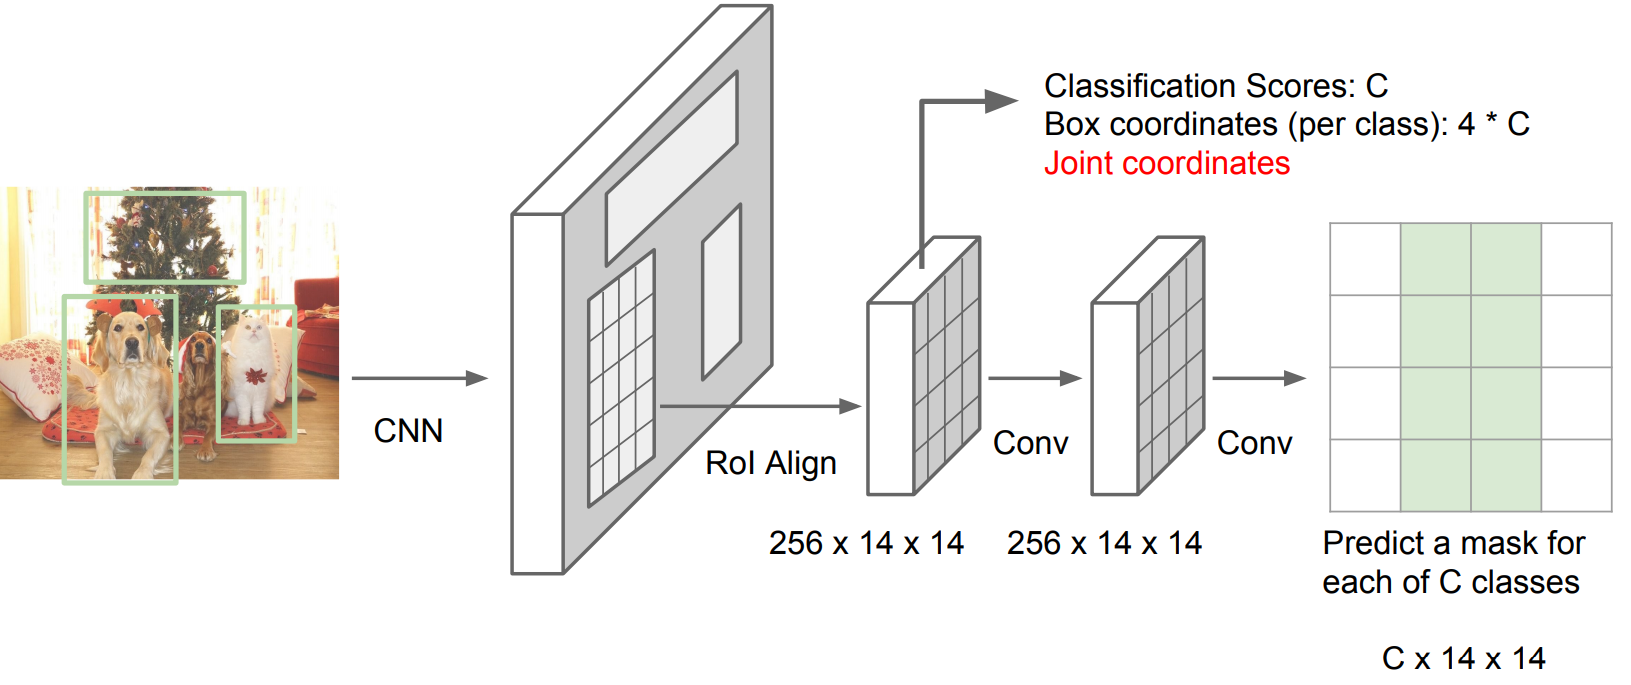 Classification Scores: C
Box coordinates (per class): 4 * C
Joint coordinates
CNN
RoI Align
Conv
Conv
256 x 14 x 14
256 x 14 x 14
Predict a mask for
each of C classes
C x 14 x 14